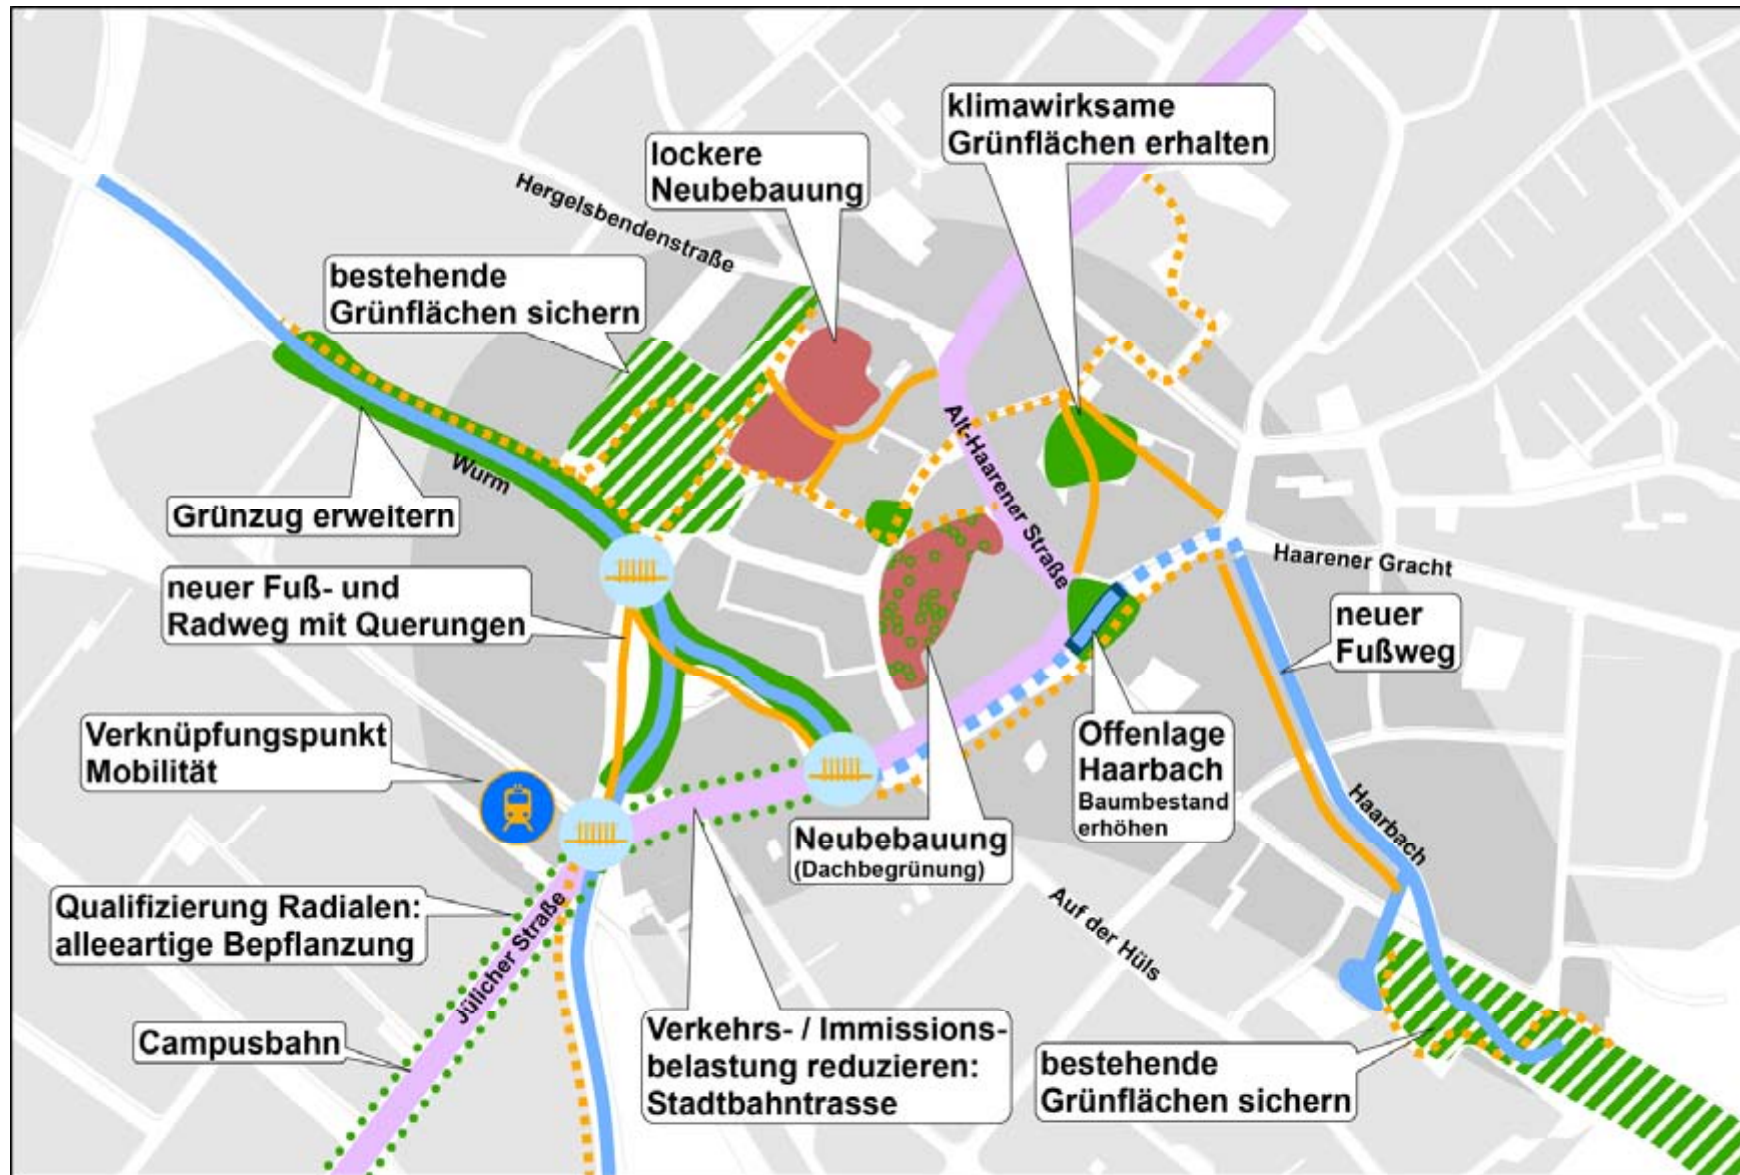 klimawirksame
Grünflächen erhalten
lockere
Neubebauung
Hergelsbendenstraße
bestehende
Grünflächen sichern
Alt-Haarener Straße
Wurm
Grünzug erweitern
Haarener Gracht
neuer Fuß- und
Radweg mit Querungen
neuer
Fußweg
Verknüpfungspunkt
Mobilität
Offenlage
Haarbach
Baumbestand
erhöhen
Haarbach
Neubebauung
(Dachbegrünung)
Qualifizierung Radialen:
alleeartige Bepflanzung
Jülicher Straße
Auf der Hüls
Campusbahn
Verkehrs- / Immissions-
belastung reduzieren:
Stadtbahntrasse
bestehende
Grünflächen sichern